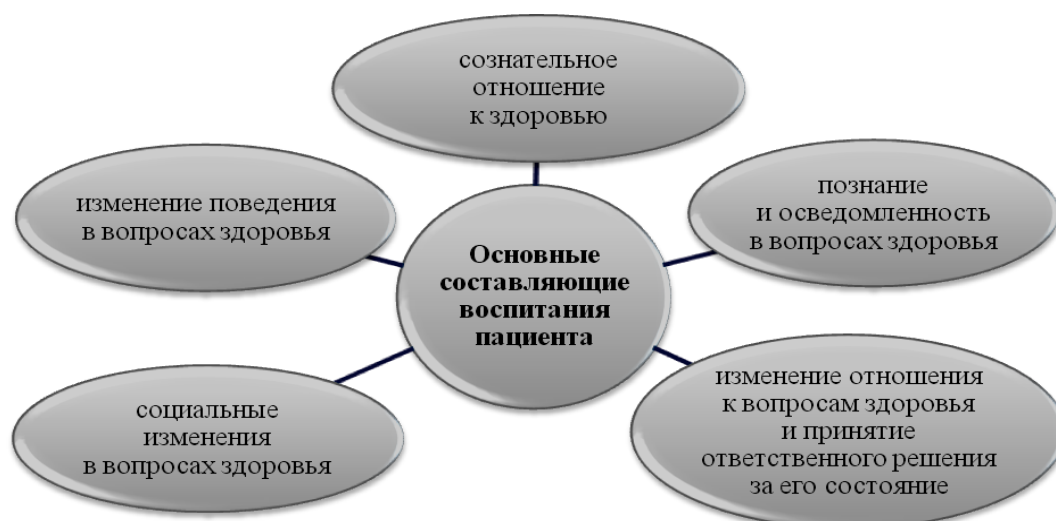 сознательное
отношение
к здоровью
изменение поведения
в вопросах здоровья
познание
и осведомленность
в вопросах здоровья
Основные
составляющие
воспитания
пациента
социальные
изменения
в вопросах здоровья
изменение отношения
к вопросам здоровья
и принятие
ответственного решения
за его состояние